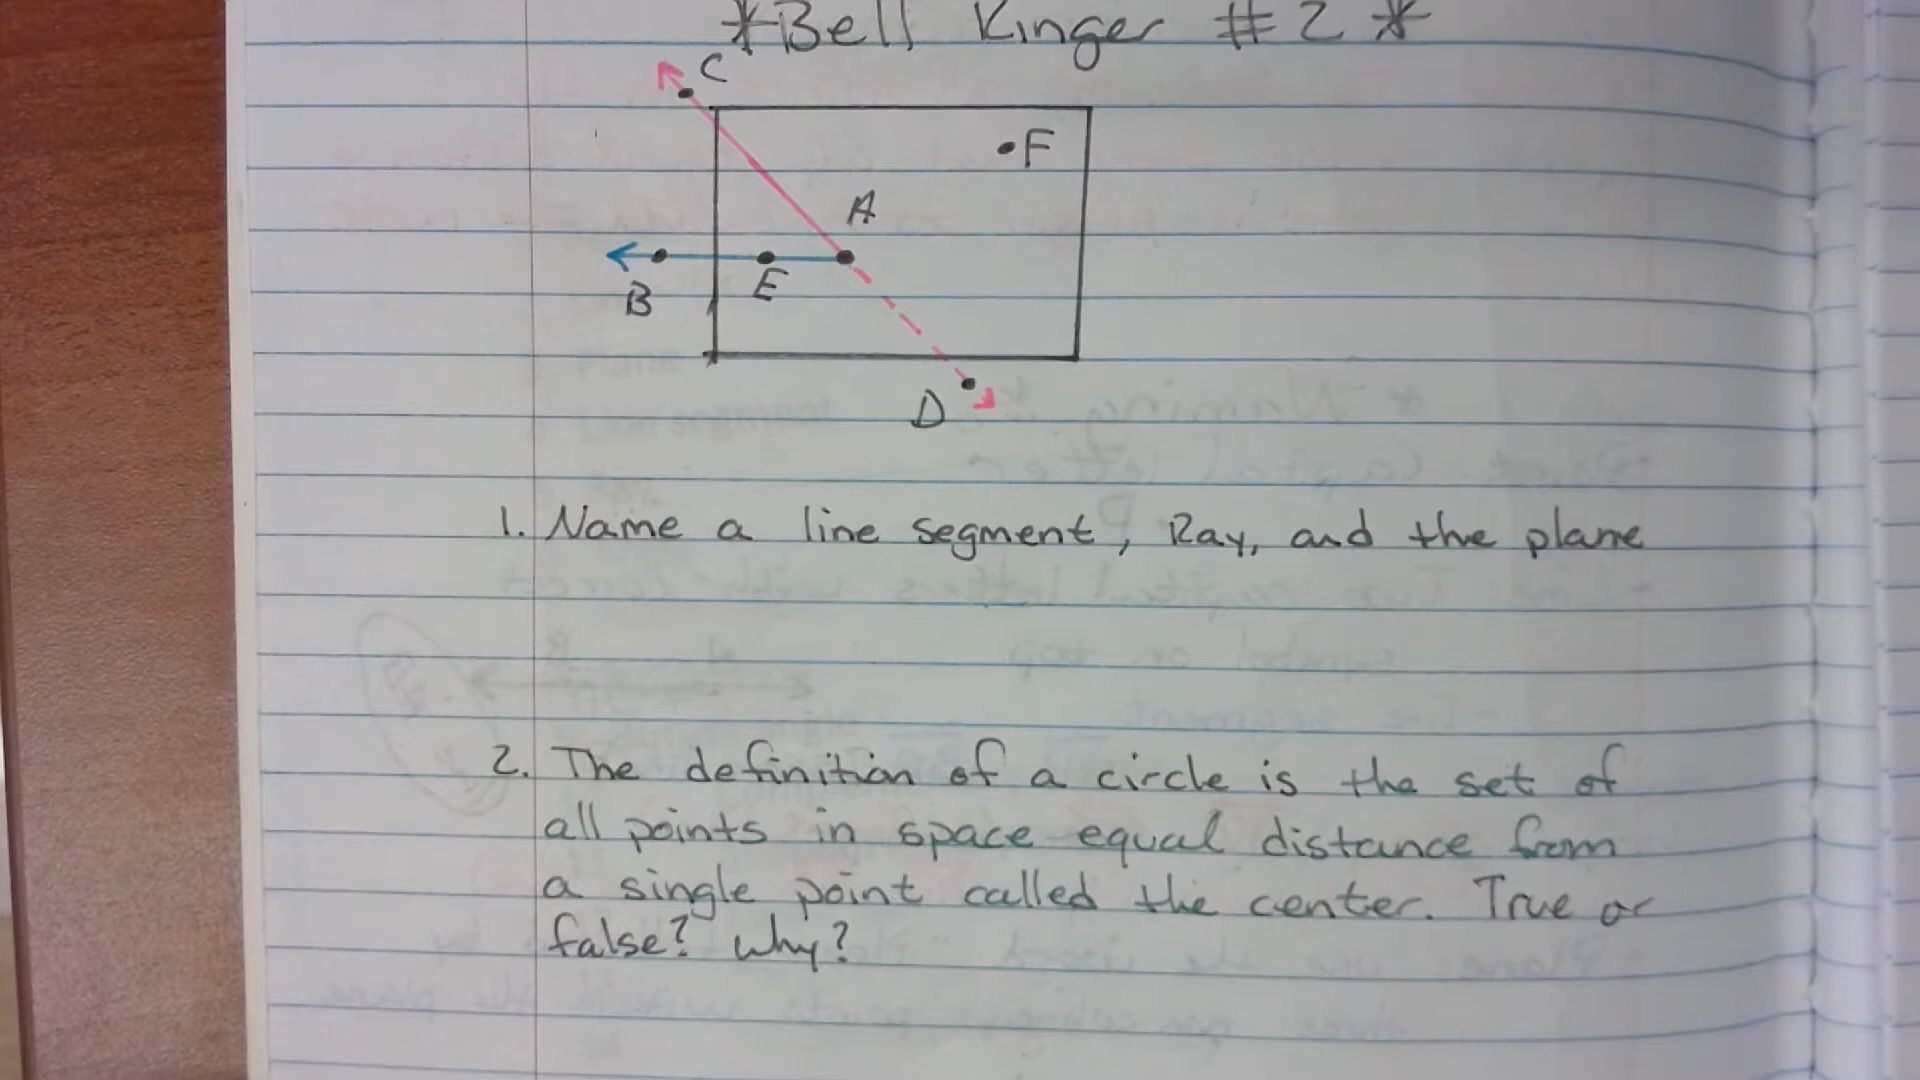 *Bell Ringer #2*
C
F
A
B
E
D
1. Name a line segment, Ray, and the plane
2. The definition of a circle is the set of
all points in space equal distance from
a single point called the center. True or
false? Why?